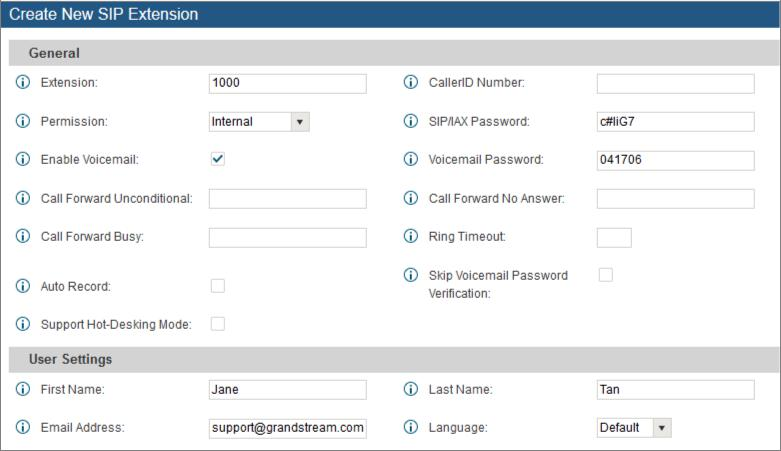 Create New SIP Extension
General
Extension: 1000 CallerID Number:
Permission: Internal SIP/IAX Password: c#IiG7
Enable Voicemail: Voicemail Password: 041706
Call Forward Unconditional: Call Forward No Answer:
Call Forward Busy: Ring Timeout:
Auto Record: Skip Voicemail Password
Verification:
Support Hot-Desking Mode:
User Settings
First Name: Jane Last Name: Tan
Email Address: support@grandstream.com Language: Default